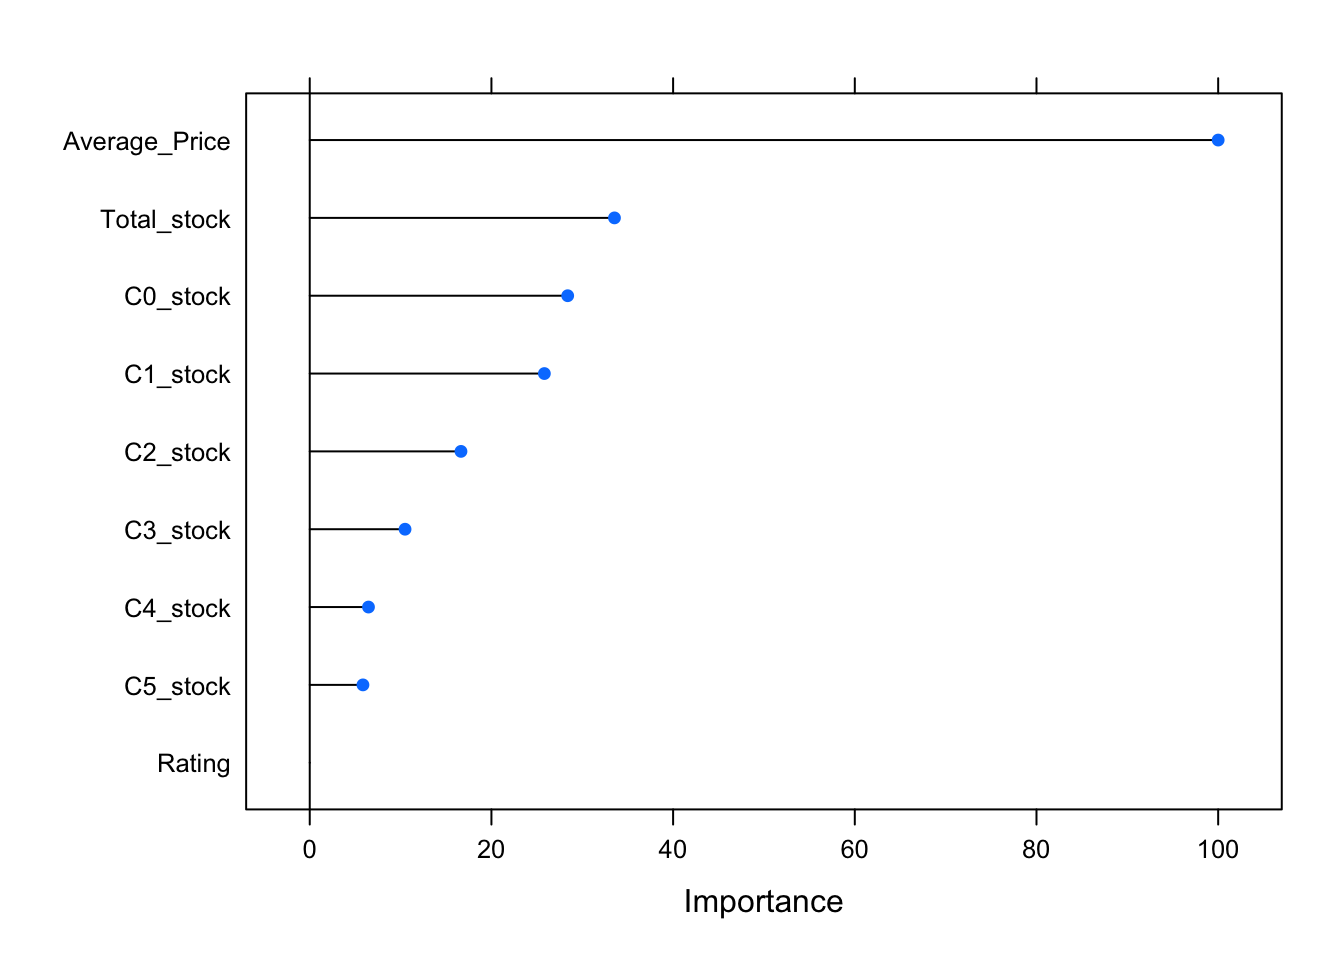 Average_Price
Total_stock
C0_stock
C1_stock
C2_stock
C3_stock
C4_stock
C5_stock
Rating
0 20 40 60 80 100
Importance